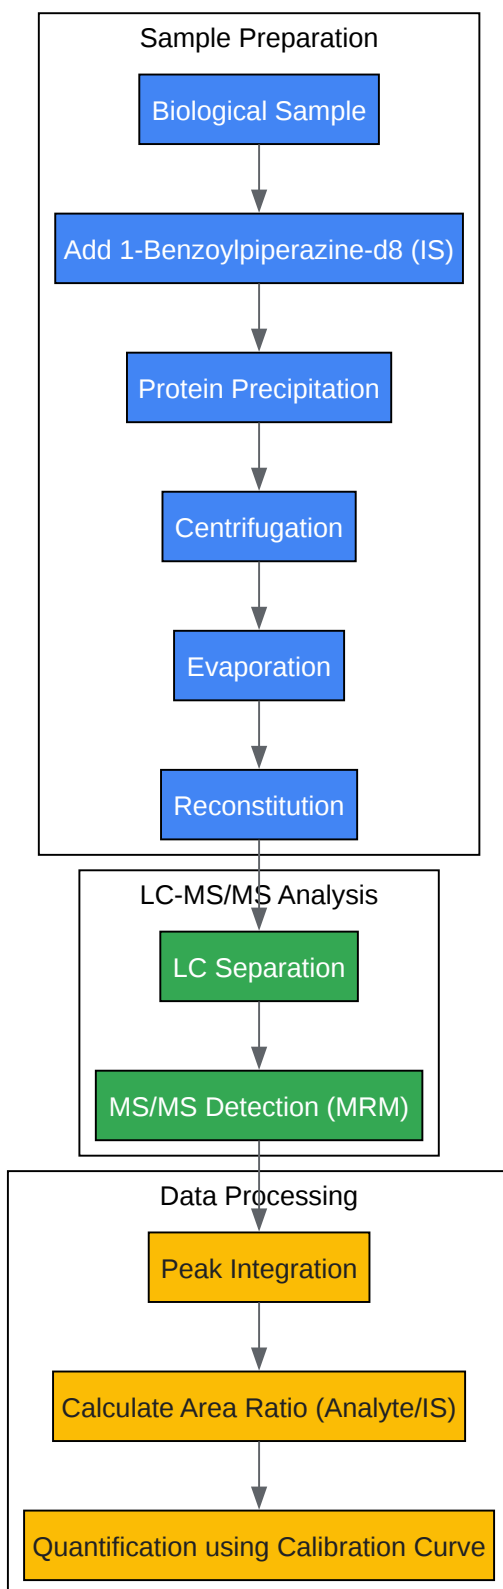 Sample Preparation
Biological Sample
Add 1-Benzoylpiperazine-d8 (IS)
Protein Precipitation
Centrifugation
Evaporation
Reconstitution
LC-MS/MS Analysis
LC Separation
MS/MS Detection (MRM)
Data Processing
Peak Integration
Calculate Area Ratio (Analyte/IS)
Quantification using Calibration Curve